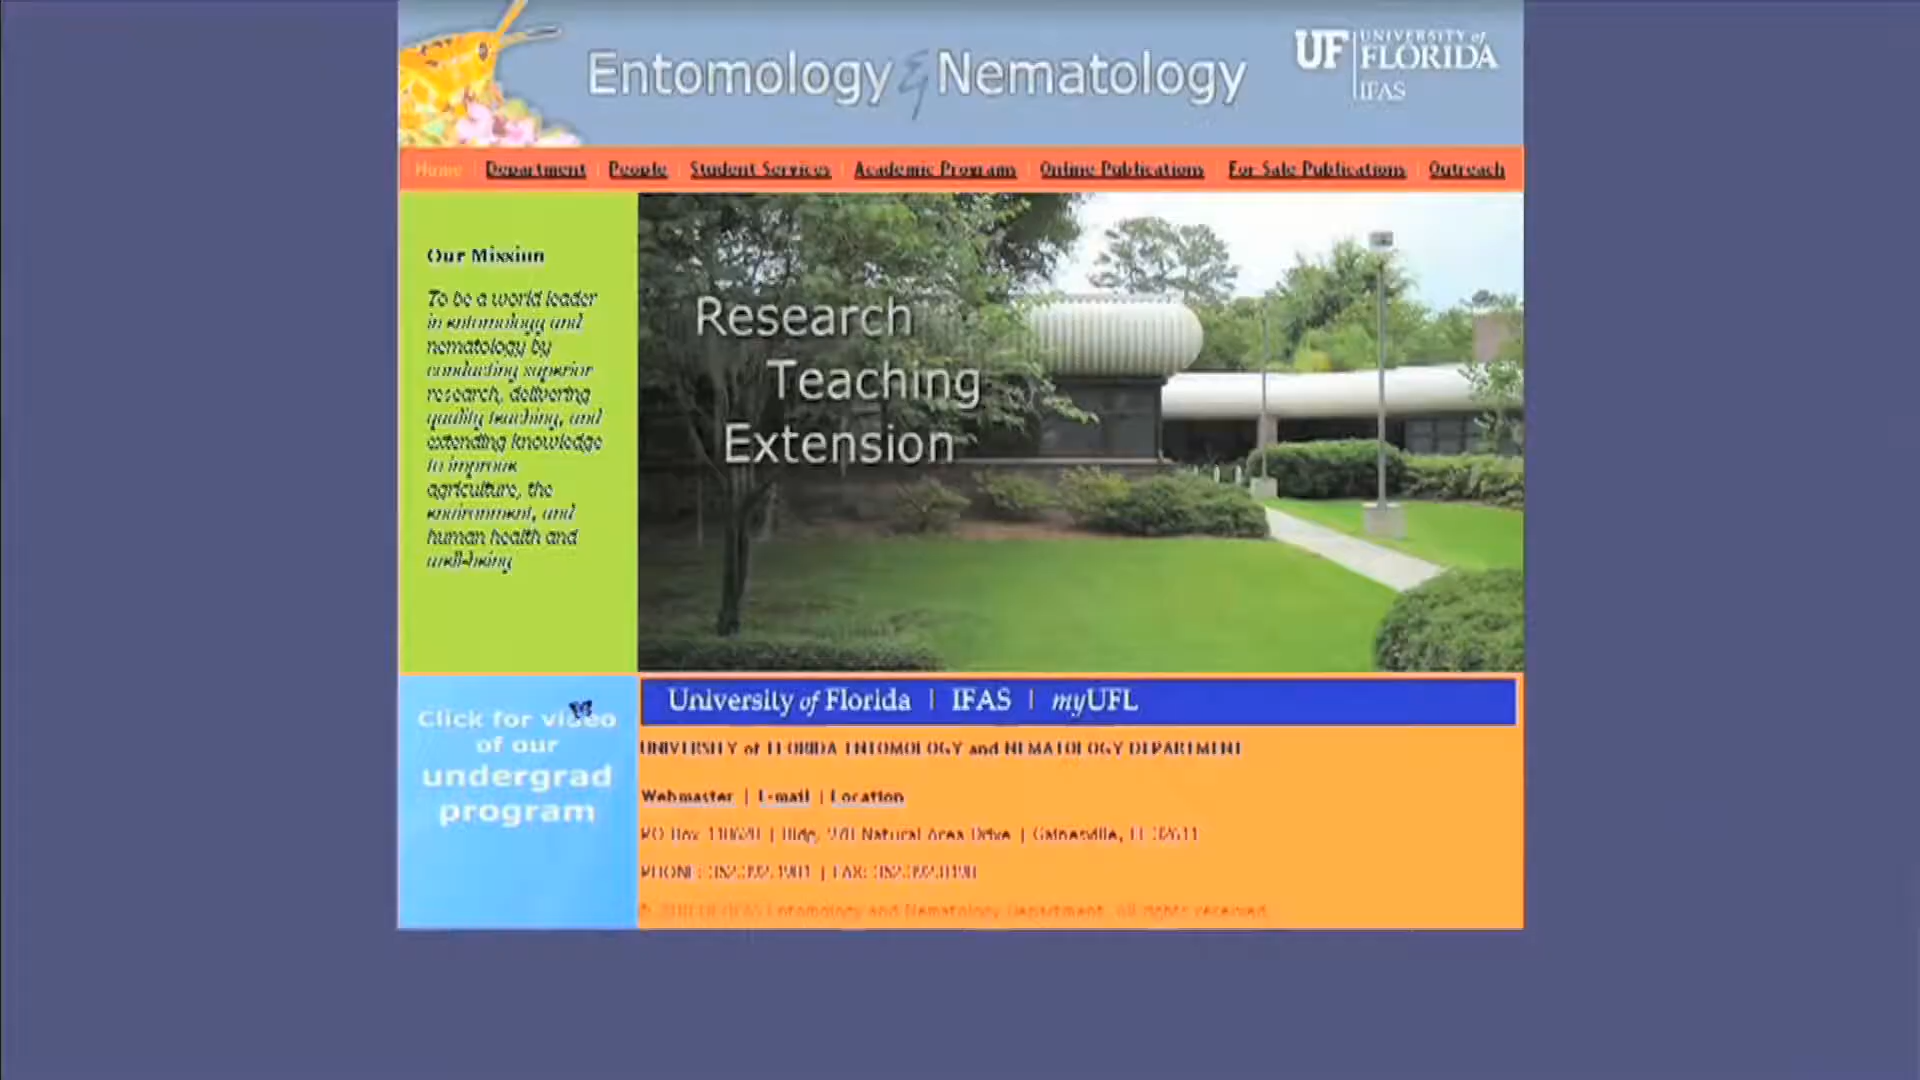 Entomology & Nematology
UF UNIVERSITY of FLORIDA IFAS
Home | Department | People | Student Services | Academic Programs | Online Publications | For Sale Publications | Outreach
Our Mission
To be a world leader
in entomology and
nematology by
conducting superior
research, delivering
quality teaching, and
extending knowledge
to improve
agriculture, the
environment, and
human health and
well-being
Research
Teaching
Extension
Click for video
of our
undergrad
program
University of Florida | IFAS | myUFL
UNIVERSITY of FLORIDA ENTOMOLOGY and NEMATOLOGY DEPARTMENT
Webmaster | E-mail | Location
PO Box | Bldg. Natural Area Drive | Gainesville, FL 32611
PHONE: | FAX:
Entomology and Nematology Department. All rights reserved.